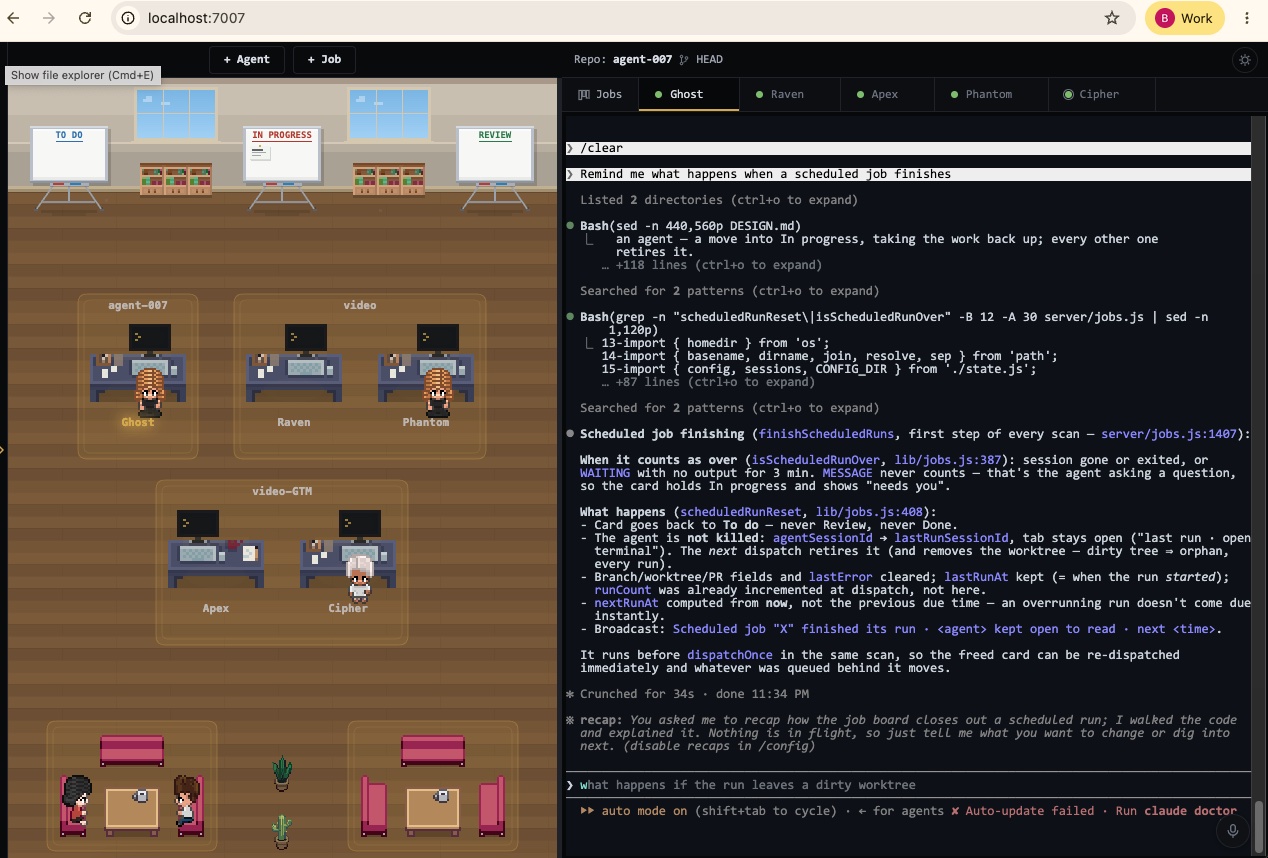 localhost:7007
B Work
+ Agent
+ Job
Repo: agent-007 HEAD
Show file explorer (Cmd+E)
Jobs
Ghost
Raven
Apex
Phantom
Cipher
TO DO
IN PROGRESS
REVIEW
agent-007
video
Ghost
Raven
Phantom
video-GTM
Apex
Cipher
❯ /clear
❯ Remind me what happens when a scheduled job finishes
Listed 2 directories (ctrl+o to expand)
● Bash(sed -n 440,560p DESIGN.md)
⎿ an agent — a move into In progress, taking the work back up; every other one
retires it.
… +118 lines (ctrl+o to expand)
Searched for 2 patterns (ctrl+o to expand)
● Bash(grep -n "scheduledRunReset\|isScheduledRunOver" -B 12 -A 30 server/jobs.js | sed -n
1,120p)
⎿ 13-import { homedir } from 'os';
14-import { basename, dirname, join, resolve, sep } from 'path';
15-import { config, sessions, CONFIG_DIR } from './state.js';
… +87 lines (ctrl+o to expand)
Searched for 2 patterns (ctrl+o to expand)
● Scheduled job finishing (finishScheduledRuns, first step of every scan — server/jobs.js:1407):
When it counts as over (isScheduledRunOver, lib/jobs.js:387): session gone or exited, or
WAITING with no output for 3 min. MESSAGE never counts — that's the agent asking a question,
so the card holds In progress and shows "needs you".
What happens (scheduledRunReset, lib/jobs.js:408):
- Card goes back to To do — never Review, never Done.
- The agent is not killed: agentSessionId → lastRunSessionId, tab stays open ("last run · open
terminal"). The next dispatch retires it (and removes the worktree — dirty tree ⇒ orphan,
every run).
- Branch/worktree/PR fields and lastError cleared; lastRunAt kept (= when the run started);
runCount was already incremented at dispatch, not here.
- nextRunAt computed from now, not the previous due time — an overrunning run doesn't come due
instantly.
- Broadcast: Scheduled job "X" finished its run · <agent> kept open to read · next <time>.
It runs before dispatchOnce in the same scan, so the freed card can be re-dispatched
immediately and whatever was queued behind it moves.
✻ Crunched for 34s · done 11:34 PM
※ recap: You asked me to recap how the job board closes out a scheduled run; I walked the code
and explained it. Nothing is in flight, so just tell me what you want to change or dig into
next. (disable recaps in /config)
❯ what happens if the run leaves a dirty worktree
⏵⏵ auto mode on (shift+tab to cycle) · ← for agents ✘ Auto-update failed · Run claude doctor